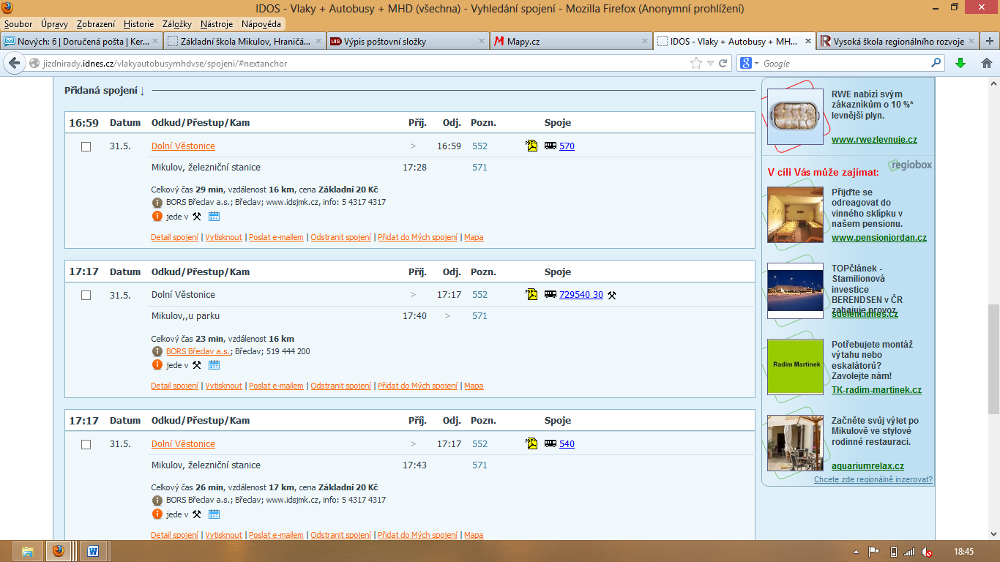 IDOS - Vlaky + Autobusy + MHD (všechna) - Vyhledání spojení - Mozilla Firefox (Anonymní prohlížení)
Soubor Úpravy Zobrazení Historie Záložky Nástroje Nápověda
Nových: 6 | Doručená pošta | Ker... × Základní škola Mikulov, Hraničá... × UIS Výpis poštovní složky × Mapy.cz × IDOS - Vlaky + Autobusy + MH... × Vysoká škola regionálního rozvoje × +
jizdnirady.idnes.cz/vlakyautobusymhdvse/spojeni/#nextanchor Google
Přidaná spojení ↓
16:59 Datum Odkud/Přestup/Kam Příj. Odj. Pozn. Spoje
31.5. Dolní Věstonice > 16:59 552 PDF 570
Mikulov, železniční stanice 17:28 571
Celkový čas 29 min, vzdálenost 16 km, cena Základní 20 Kč
BORS Břeclav a.s.; Břeclav; www.idsjmk.cz, info: 5 4317 4317
jede v ⚒
Detail spojení | Vytisknout | Poslat e-mailem | Odstranit spojení | Přidat do Mých spojení | Mapa
17:17 Datum Odkud/Přestup/Kam Příj. Odj. Pozn. Spoje
31.5. Dolní Věstonice > 17:17 552 PDF 729540 30 ⚒
Mikulov,,u parku 17:40 > 571
Celkový čas 23 min, vzdálenost 16 km
BORS Břeclav a.s.; Břeclav; 519 444 200
jede v ⚒
Detail spojení | Vytisknout | Poslat e-mailem | Odstranit spojení | Přidat do Mých spojení | Mapa
17:17 Datum Odkud/Přestup/Kam Příj. Odj. Pozn. Spoje
31.5. Dolní Věstonice > 17:17 552 PDF 540
Mikulov, železniční stanice 17:43 571
Celkový čas 26 min, vzdálenost 17 km, cena Základní 20 Kč
BORS Břeclav a.s.; Břeclav; www.idsjmk.cz, info: 5 4317 4317
jede v ⚒
Detail spojení | Vytisknout | Poslat e-mailem | Odstranit spojení | Přidat do Mých spojení | Mapa
RWE nabízí svým
zákazníkům o 10 %*
levnější plyn.
www.rwezlevnuje.cz
regiobox
V cíli Vás může zajímat:
Přijďte se
odreagovat do
vinného sklípku v
našem pensionu.
www.pensionjordan.cz
TOPčlánek -
Stamilionová
investice
BERENDSEN v ČR
zahajuje provoz
sdeleni.idnes.cz
Radim Martínek
Potřebujete montáž
výtahu nebo
eskalátorů?
Zavolejte nám!
TK-radim-martinek.cz
Začněte svůj výlet po
Mikulově ve stylové
rodinné restauraci.
aquariumrelax.cz
Chcete zde regionálně inzerovat?
18:45